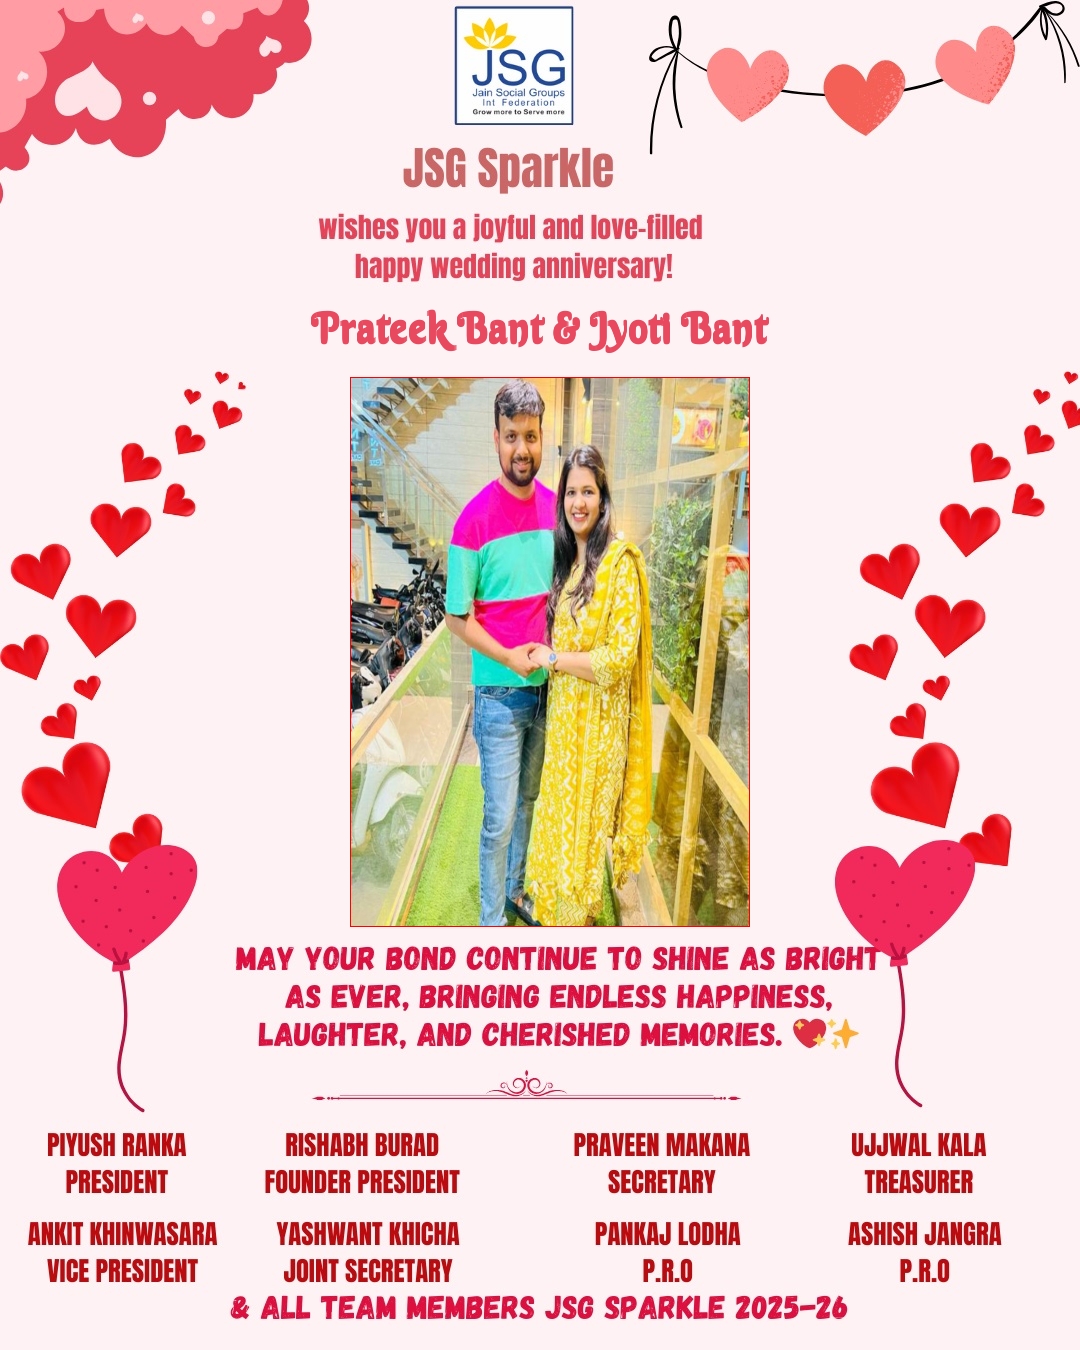 JSG
Jain Social Groups
Int Federation
Grow more to Serve more
JSG Sparkle
wishes you a joyful and love-filled
happy wedding anniversary!
Prateek Bant & Jyoti Bant
MAY YOUR BOND CONTINUE TO SHINE AS BRIGHT
AS EVER, BRINGING ENDLESS HAPPINESS,
LAUGHTER, AND CHERISHED MEMORIES. 💖✨
PIYUSH RANKA
PRESIDENT
RISHABH BURAD
FOUNDER PRESIDENT
PRAVEEN MAKANA
SECRETARY
UJJWAL KALA
TREASURER
ANKIT KHINWASARA
VICE PRESIDENT
YASHWANT KHICHA
JOINT SECRETARY
PANKAJ LODHA
P.R.O
ASHISH JANGRA
P.R.O
& ALL TEAM MEMBERS JSG SPARKLE 2025-26